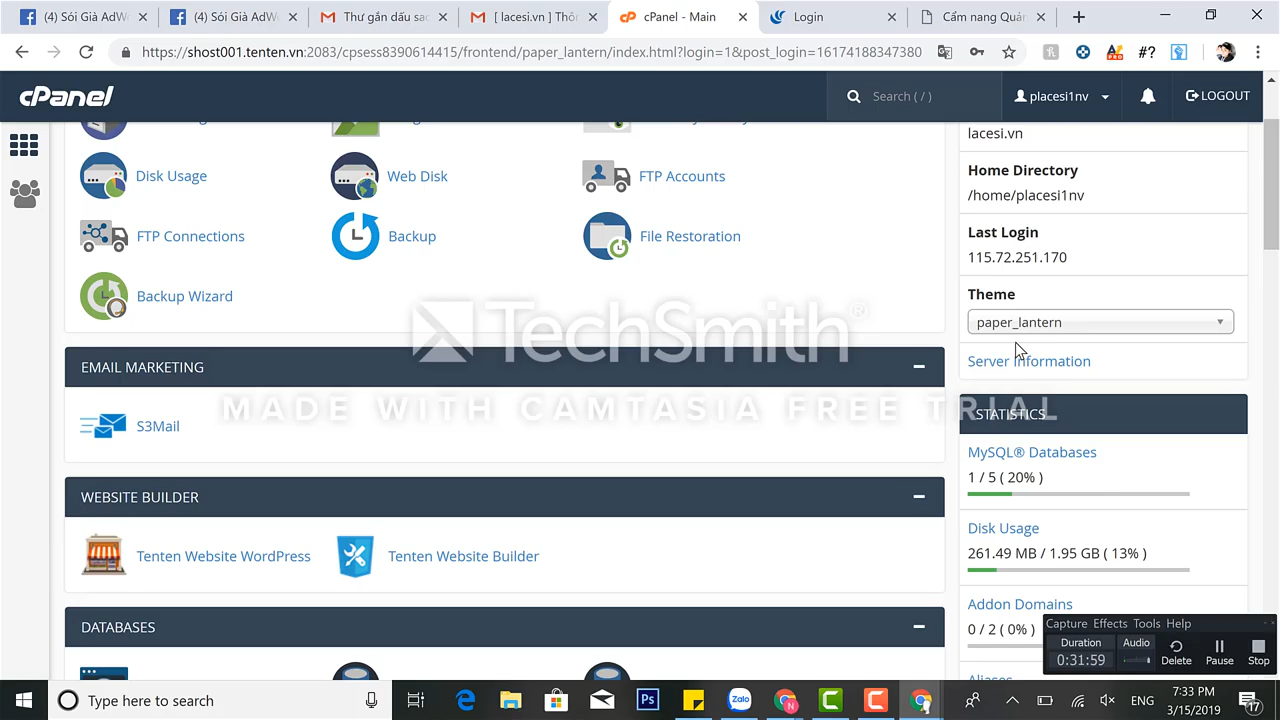 (4) Sói Già AdW
(4) Sói Già AdW
Thư gắn dấu sao
[ lacesi.vn ] Thôn
cPanel - Main
Login
Cẩm nang Quản
https://shost001.tenten.vn:2083/cpsess8390614415/frontend/paper_lantern/index.html?login=1&post_login=16174188347380
#?
cPanel
Search ( / )
placesi1nv
LOGOUT
Disk Usage
Web Disk
FTP Accounts
FTP Connections
Backup
File Restoration
Backup Wizard
lacesi.vn
Home Directory
/home/placesi1nv
Last Login
115.72.251.170
Theme
paper_lantern
Server Information
TechSmith®
MADE WITH CAMTASIA FREE TRIAL
EMAIL MARKETING
S3Mail
WEBSITE BUILDER
Tenten Website WordPress
Tenten Website Builder
DATABASES
STATISTICS
MySQL® Databases
1 / 5 ( 20% )
Disk Usage
261.49 MB / 1.95 GB ( 13% )
Addon Domains
0 / 2 ( 0% )
Capture Effects Tools Help
Duration
0:31:59
Audio
Delete
Pause
Stop
Type here to search
Ps
Zalo
ENG
7:33 PM
3/15/2019
17